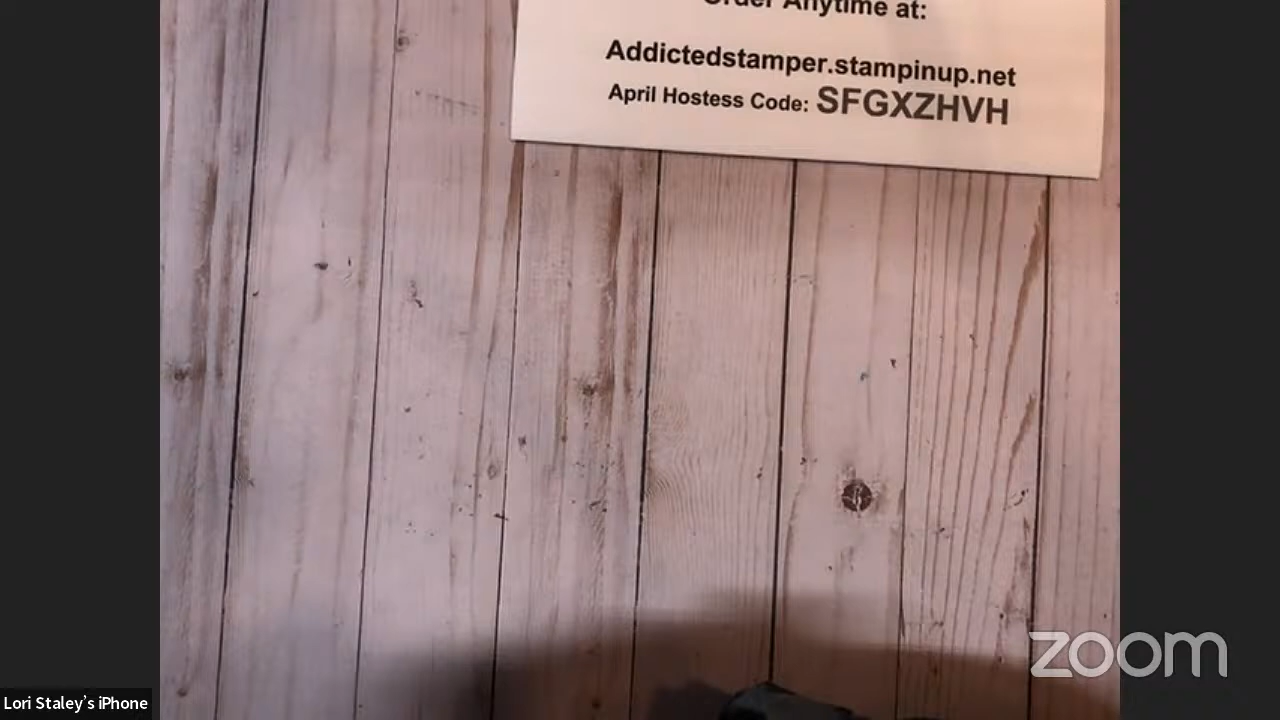 Order Anytime at:
Addictedstamper.stampinup.net
April Hostess Code: SFGXZHVH
zoom
Lori Staley's iPhone